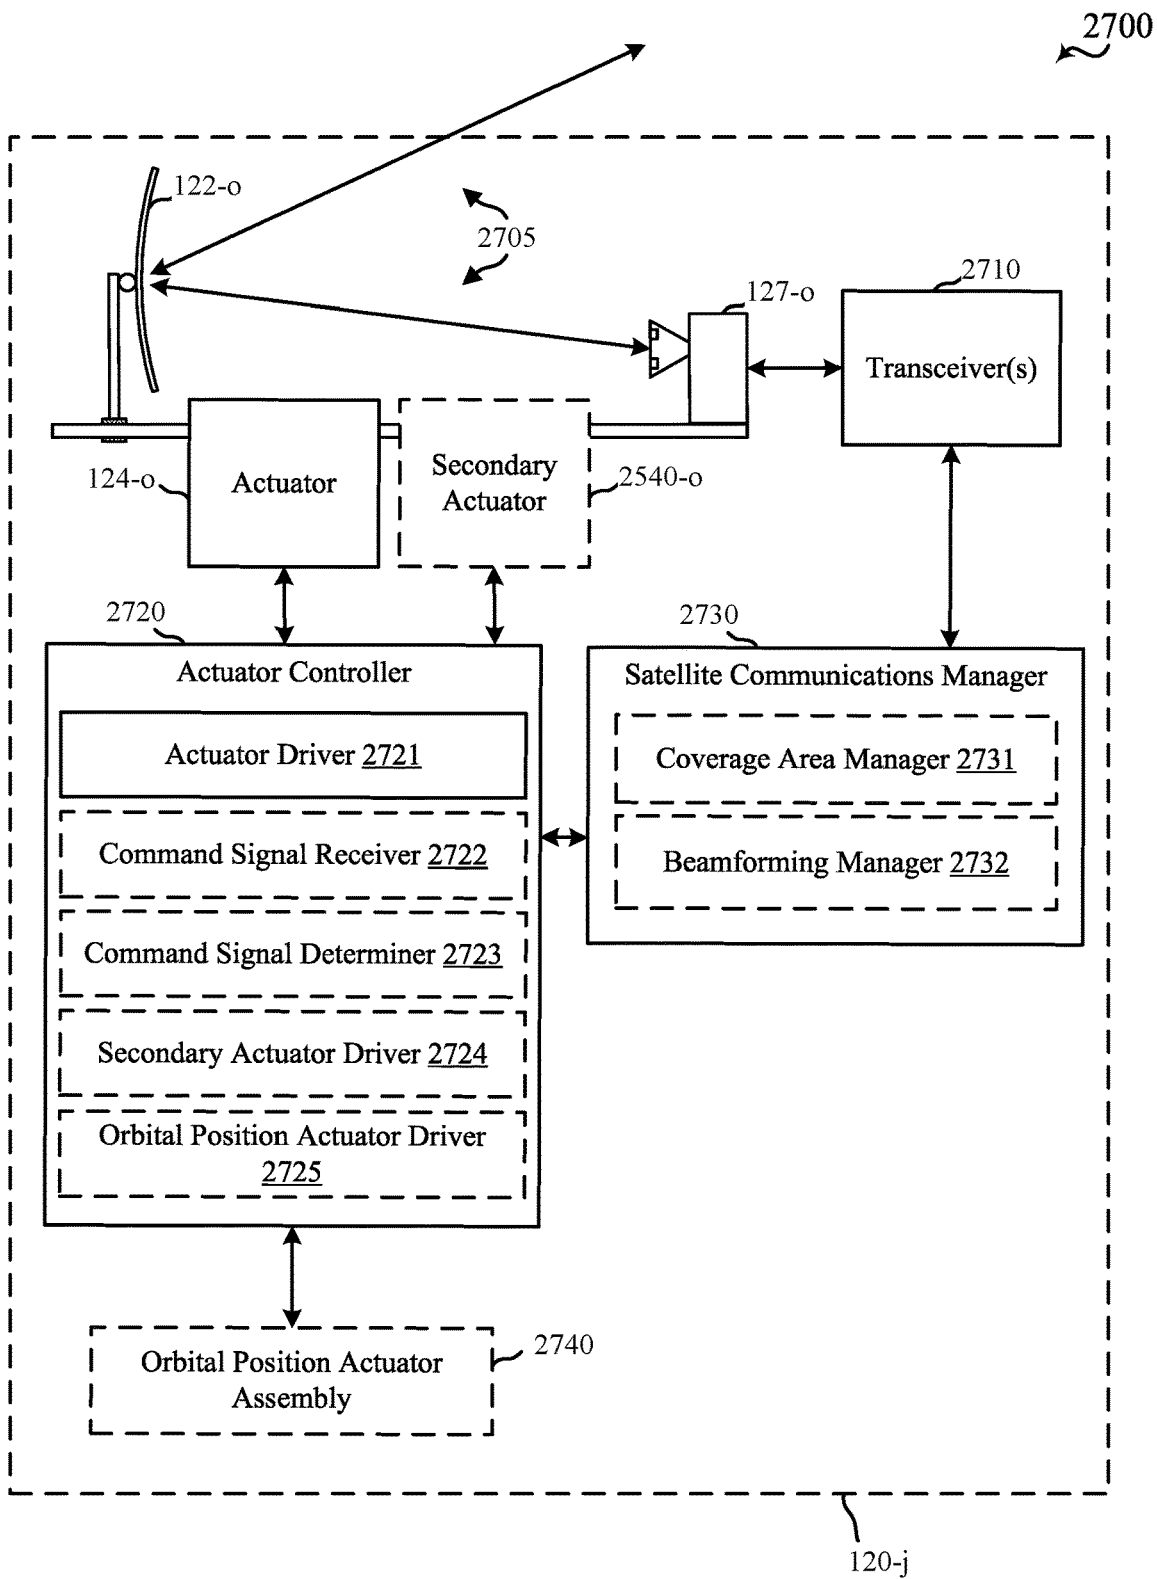 2700
122-o
2705
2710
127-o
Transceiver(s)
Secondary
Actuator
Actuator
124-o
2540-o
2720
2730
Actuator Controller
Actuator Driver 2721
Command Signal Receiver 2722
Command Signal Determiner 2723
Secondary Actuator Driver 2724
Orbital Position Actuator Driver
2725
Satellite Communications Manager
Coverage Area Manager 2731
Beamforming Manager 2732
Orbital Position Actuator
Assembly
2740
120-j